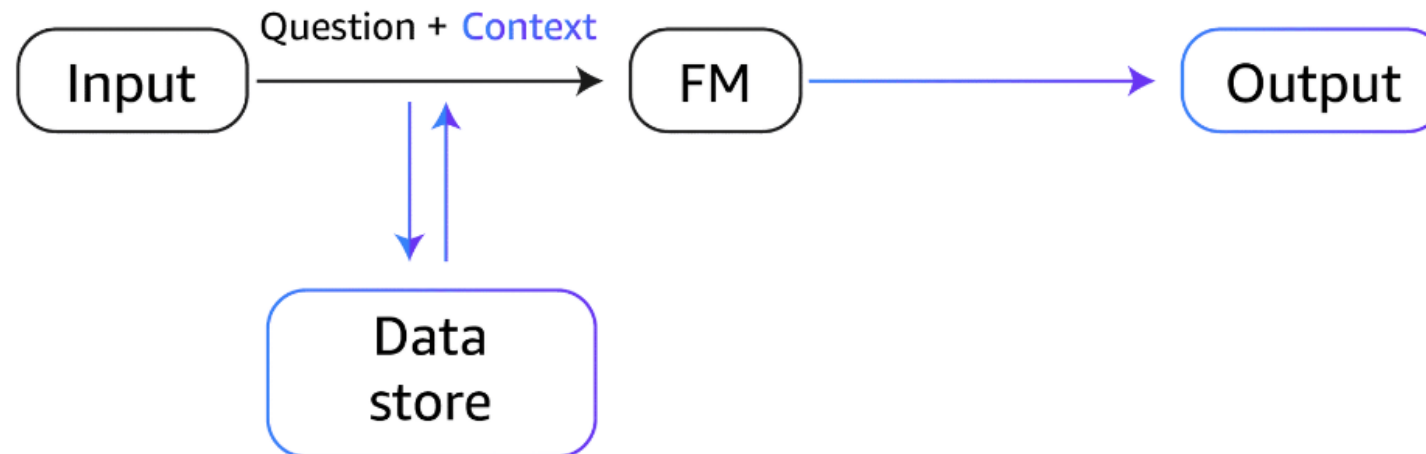 Question + Context
Input
FM
Output
Data
store